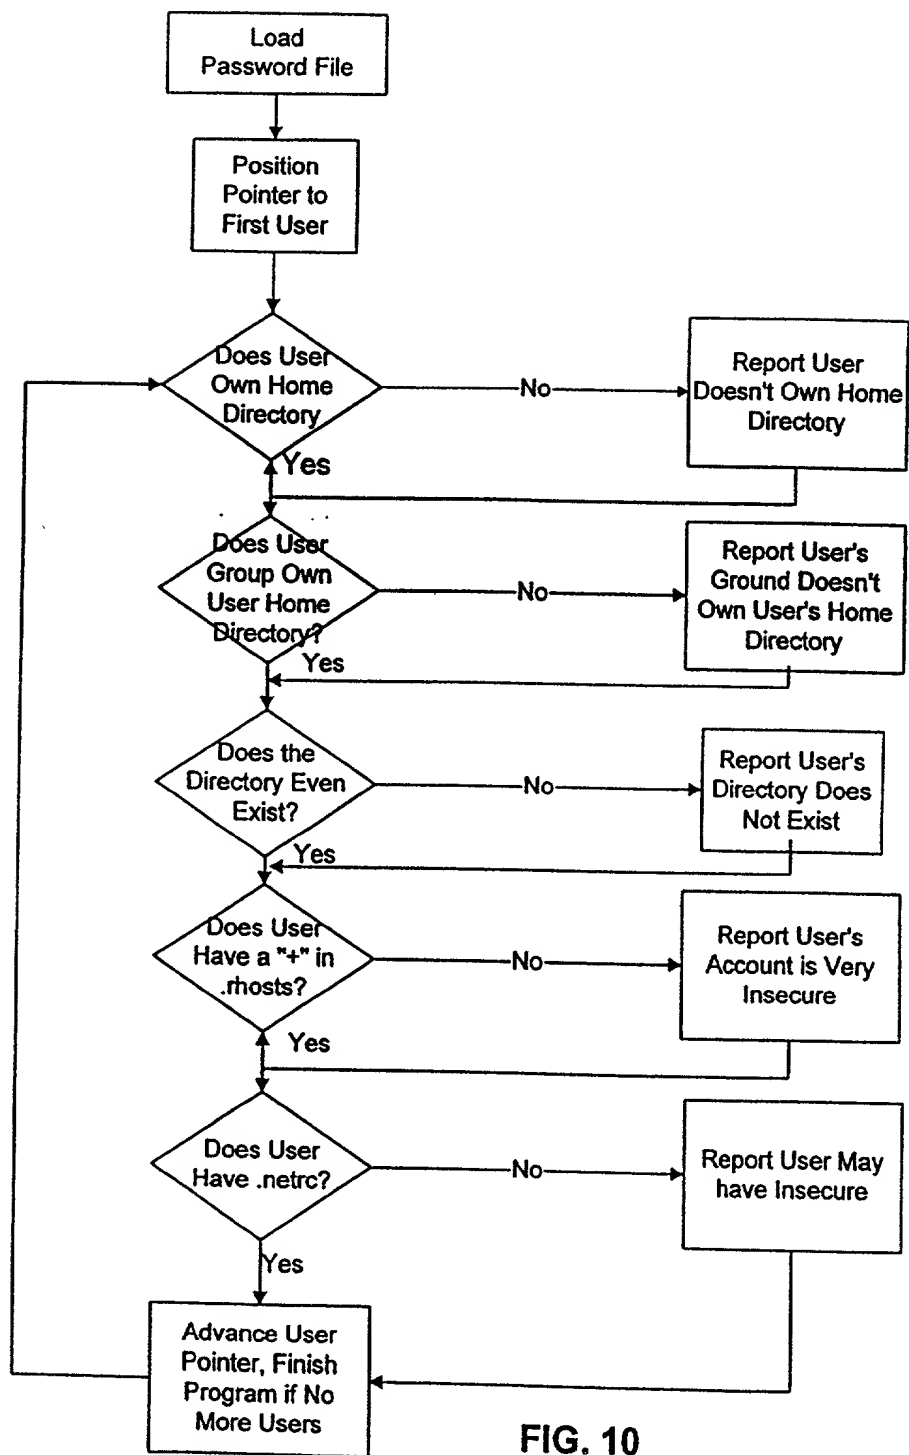 Load
Password File
Position
Pointer to
First User
Does User
Own Home
Directory
No
Report User
Doesn't Own Home
Directory
Yes
Does User
Group Own
User Home
Directory?
No
Report User's
Ground Doesn't
Own User's Home
Directory
Yes
Does the
Directory Even
Exist?
No
Report User's
Directory Does
Not Exist
Yes
Does User
Have a "+" in
.rhosts?
No
Report User's
Account is Very
Insecure
Yes
Does User
Have .netrc?
No
Report User May
have Insecure
Yes
Advance User
Pointer, Finish
Program if No
More Users
FIG. 10